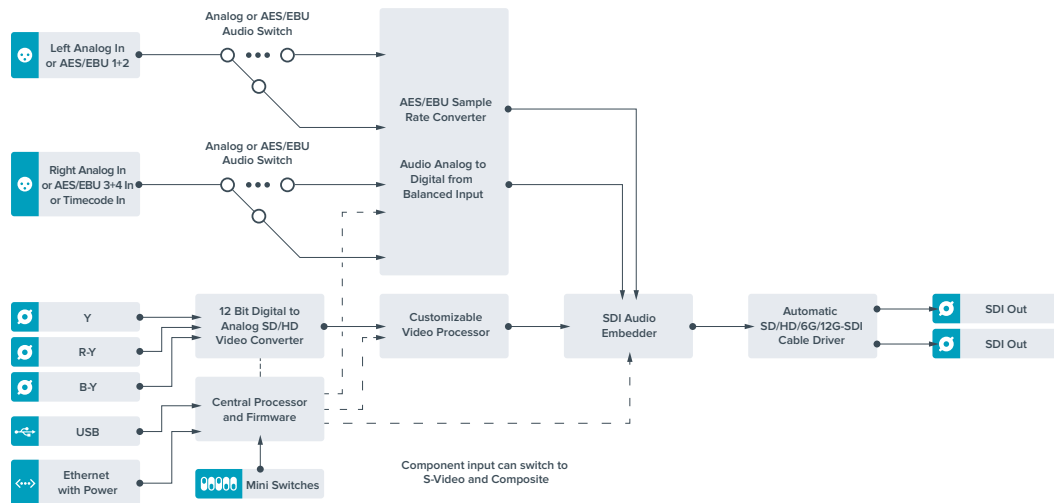 Analog or AES/EBU
Audio Switch
Left Analog In
or AES/EBU 1+2
AES/EBU Sample
Rate Converter
Analog or AES/EBU
Audio Switch
Right Analog In
or AES/EBU 3+4 In
or Timecode In
Audio Analog to
Digital from
Balanced Input
Y
R-Y
B-Y
12 Bit Digital to
Analog SD/HD
Video Converter
Customizable
Video Processor
SDI Audio
Embedder
Automatic
SD/HD/6G/12G-SDI
Cable Driver
SDI Out
SDI Out
Central Processor
and Firmware
USB
Ethernet
with Power
Mini Switches
Component input can switch to
S-Video and Composite